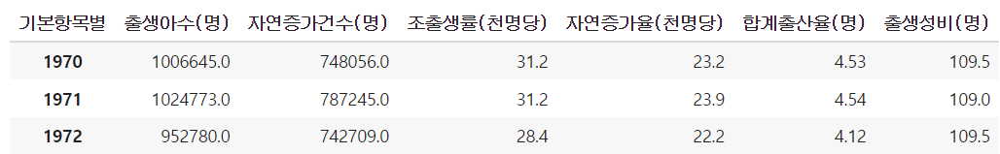 기본항목별 출생아수(명) 자연증가건수(명) 조출생률(천명당) 자연증가율(천명당) 합계출산율(명) 출생성비(명)
1970 1006645.0 748056.0 31.2 23.2 4.53 109.5
1971 1024773.0 787245.0 31.2 23.9 4.54 109.0
1972 952780.0 742709.0 28.4 22.2 4.12 109.5